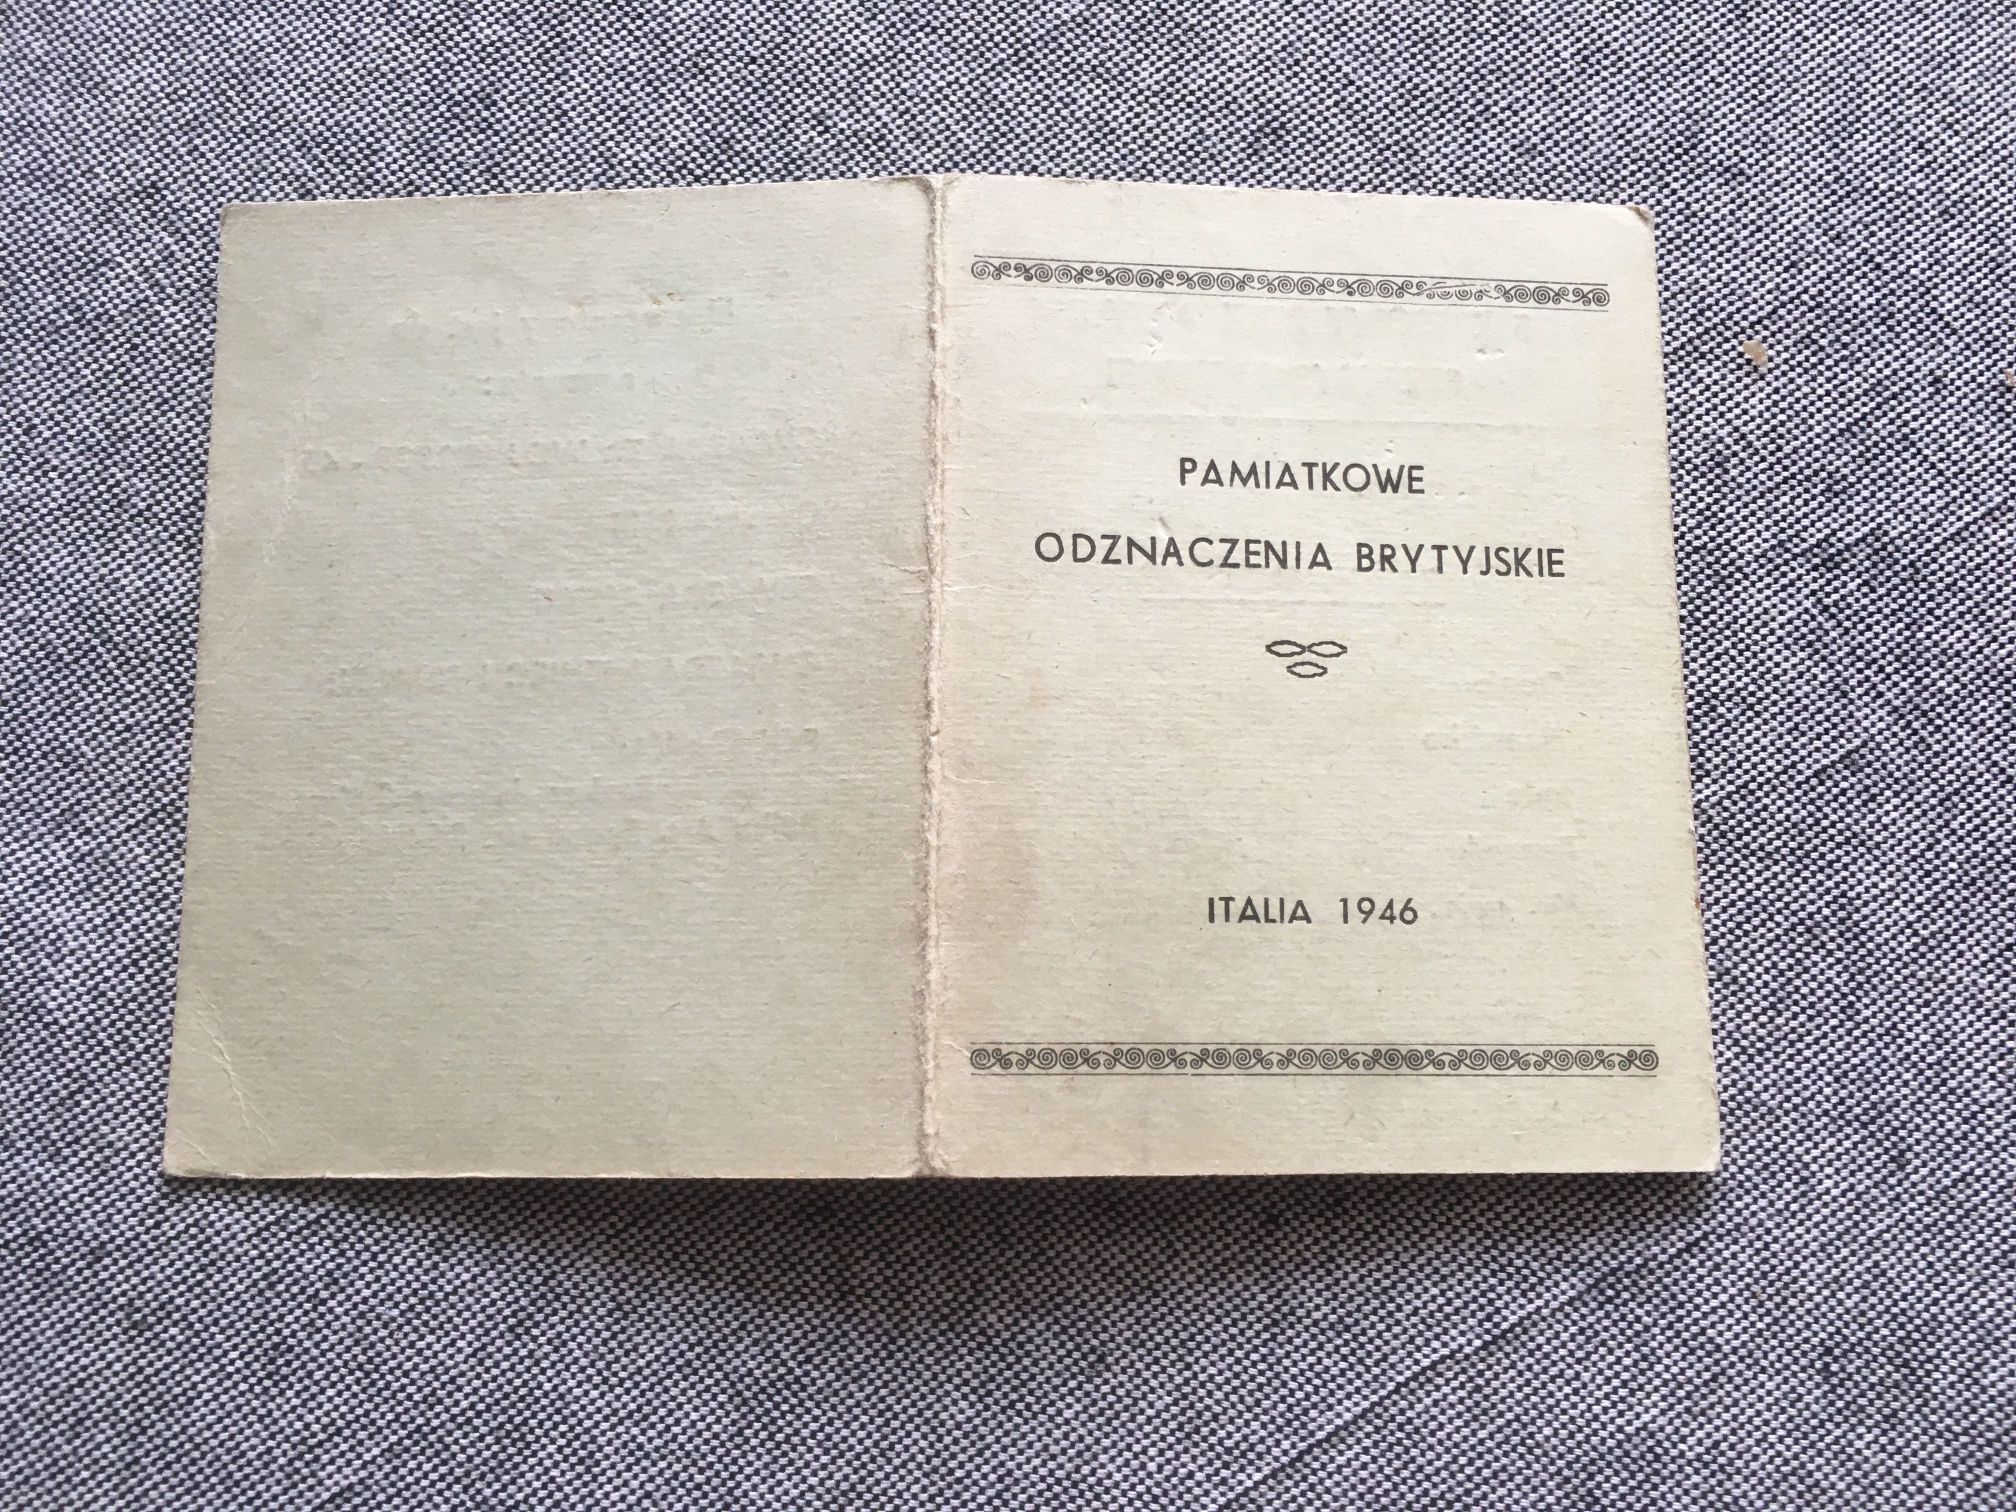 PAMIATKOWE
ODZNACZENIA BRYTYJSKIE
ITALIA 1946